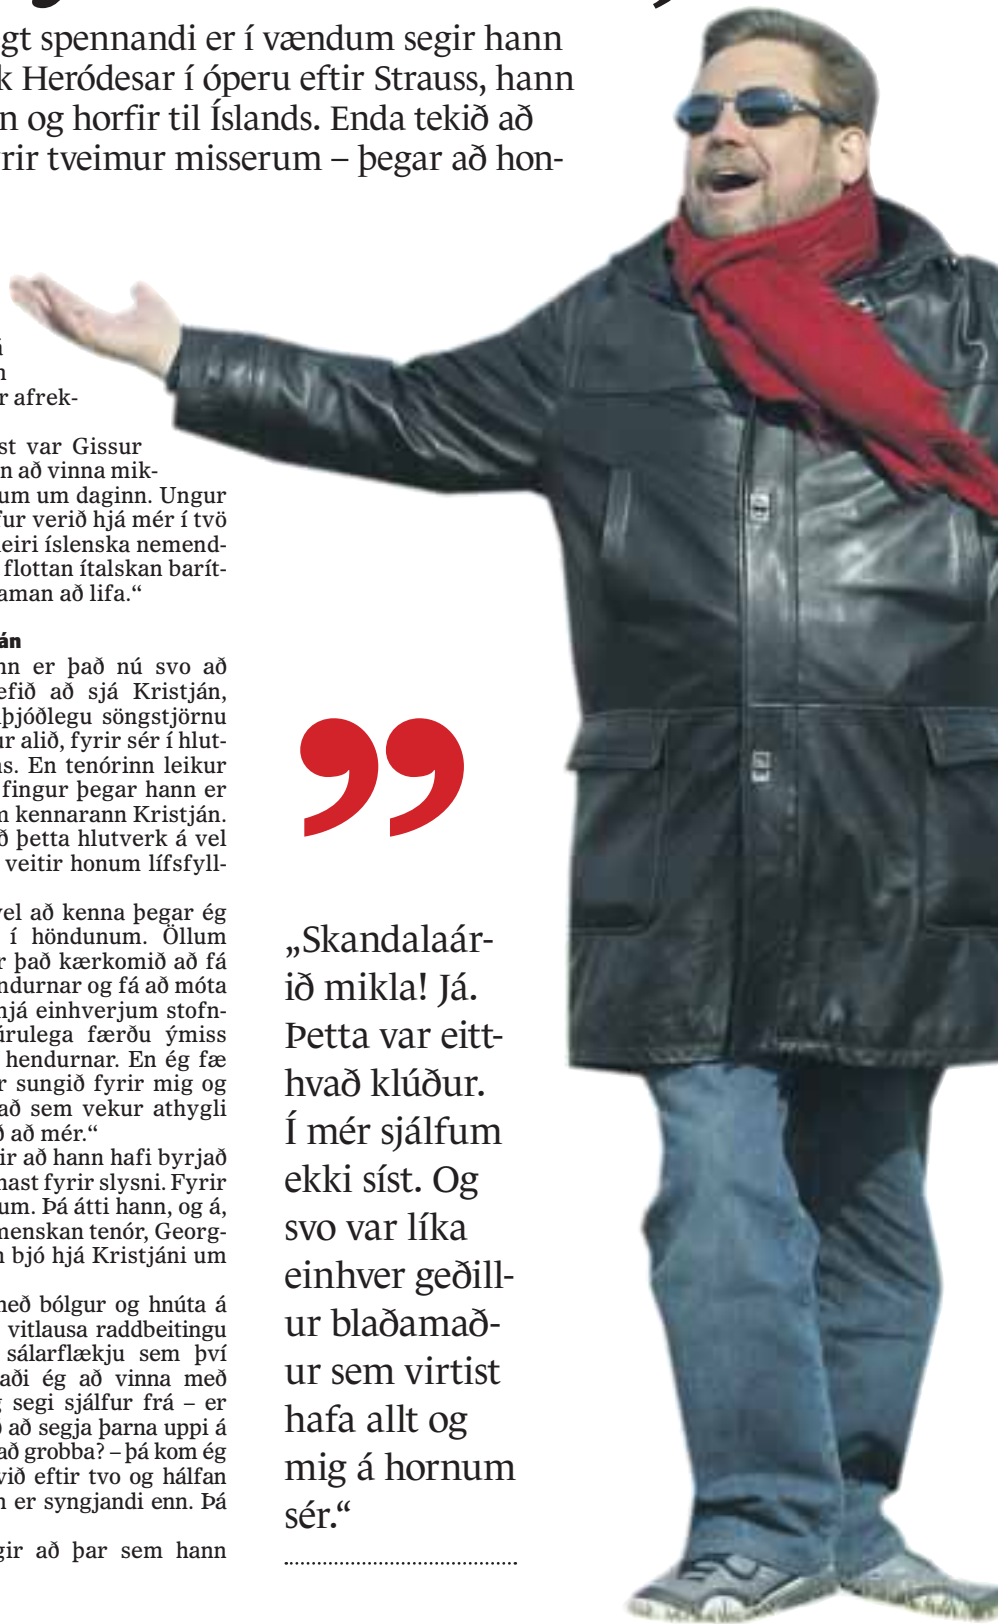 gt spennandi er í vændum segir hann
k Heródesar í óperu eftir Strauss, hann
n og horfir til Íslands. Enda tekið að
rir tveimur misserum – þegar að hon-
á
n
r afrek-
st var Gissur
n að vinna mik-
um um daginn. Ungur
fur verið hjá mér í tvö
leiri íslenska nemend-
flottan ítalskan barít-
aman að lifa.“
án
nn er það nú svo að
efið að sjá Kristján,
þjóðlegu söngstjörnu
ur alið, fyrir sér í hlut-
ns. En tenórinn leikur
fingur þegar hann er
n kennarann Kristján.
ð þetta hlutverk á vel
veitir honum lífsfyll-
vel að kenna þegar ég
í höndunum. Öllum
r það kærkomið að fá
ndurnar og fá að móta
hjá einhverjum stofn-
úrulega færðu ýmiss
hendurnar. En ég fæ
r sungið fyrir mig og
að sem vekur athygli
ð að mér.“
ir að hann hafi byrjað
nast fyrir slysni. Fyrir
um. Þá átti hann, og á,
menskan tenór, Georg-
n bjó hjá Kristjáni um
með bólgur og hnúta á
vitlausa raddbeitingu
sálarflækju sem því
aði ég að vinna með
g segi sjálfur frá – er
ð að segja þarna uppi á
að grobba? – þá kom ég
við eftir tvo og hálfan
n er syngjandi enn. Þá
gir að þar sem hann
”
„Skandalaár-
ið mikla! Já.
Þetta var eitt-
hvað klúður.
Í mér sjálfum
ekki síst. Og
svo var líka
einhver geðill-
ur blaðamað-
ur sem virtist
hafa allt og
mig á hornum
sér.“